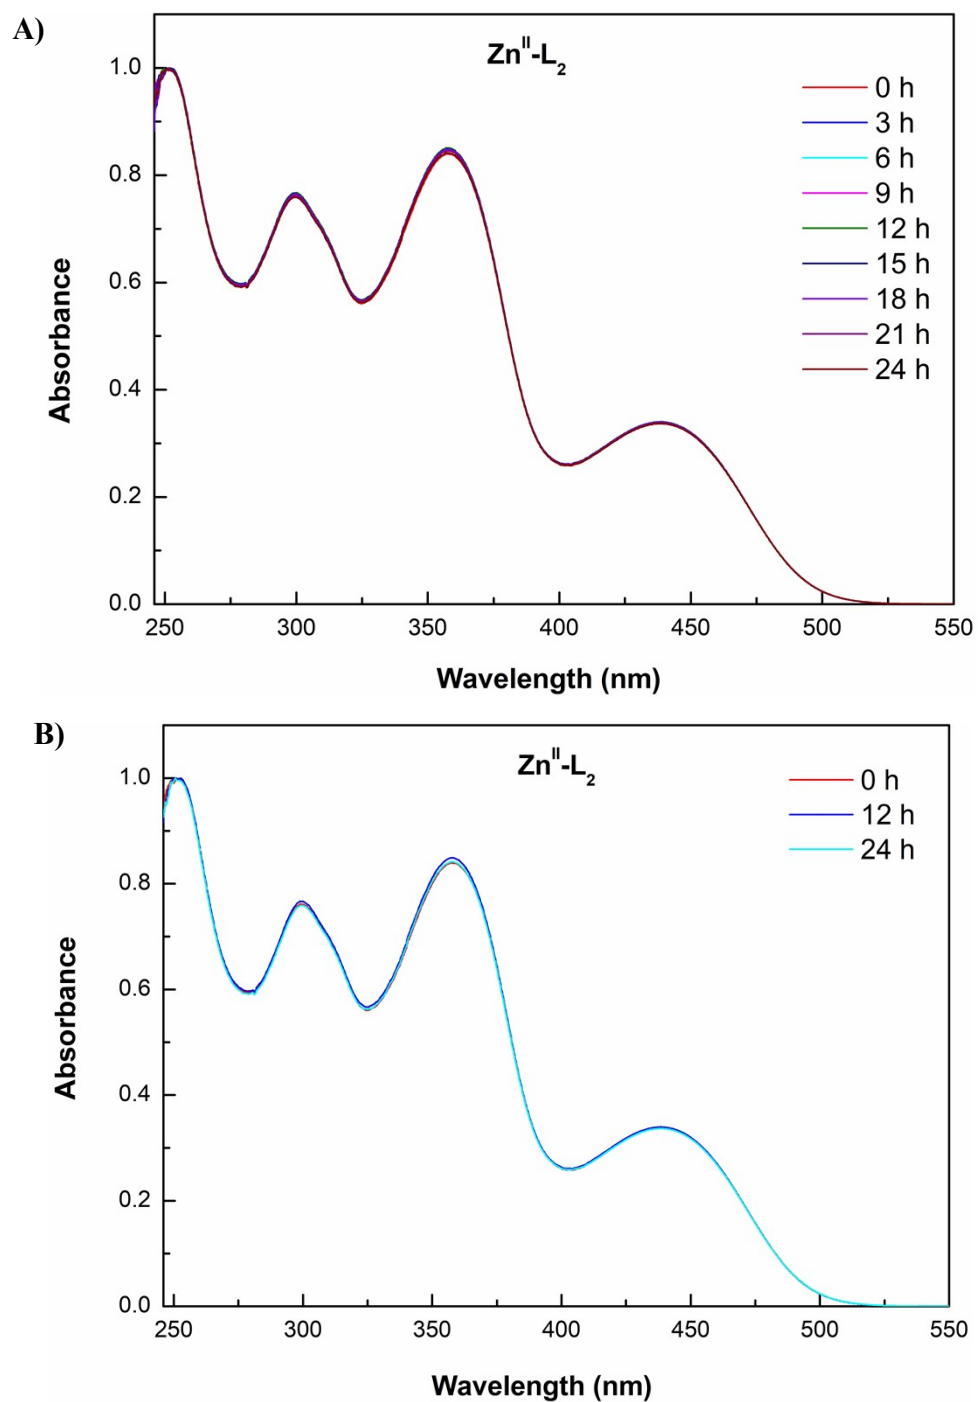 A)
Zn^II-L_2
0 h
3 h
6 h
9 h
12 h
15 h
18 h
21 h
24 h
Absorbance
1.0
0.8
0.6
0.4
0.2
0.0
250 300 350 400 450 500 550
Wavelength (nm)
B)
Zn^II-L_2
0 h
12 h
24 h
Absorbance
1.0
0.8
0.6
0.4
0.2
0.0
250 300 350 400 450 500 550
Wavelength (nm)